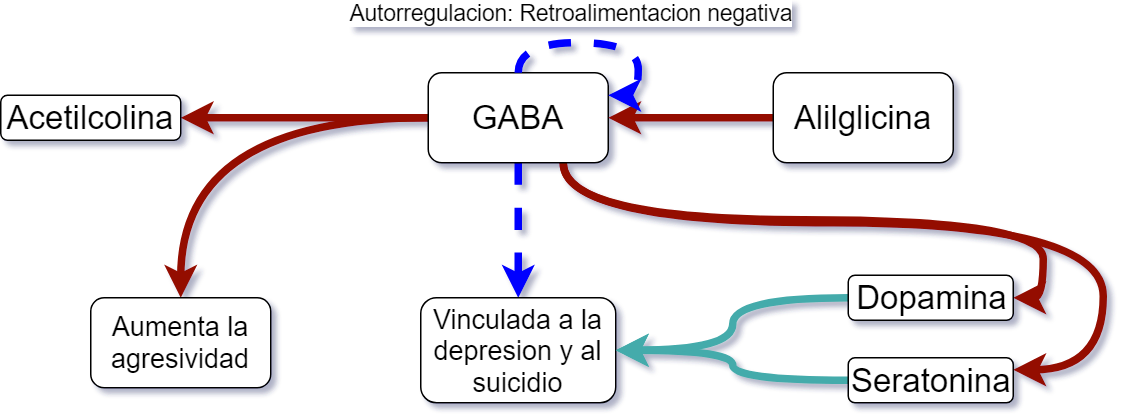 Autorregulacion: Retroalimentacion negativa
Acetilcolina
GABA
Alilglicina
Aumenta la
agresividad
Vinculada a la
depresion y al
suicidio
Dopamina
Seratonina